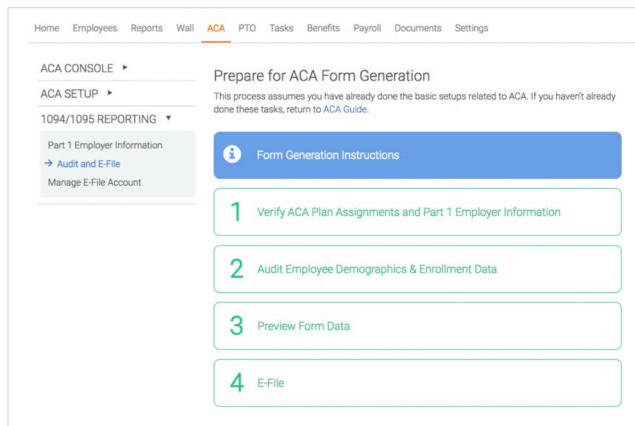 Home Employees Reports Wall ACA PTO Tasks Benefits Payroll Documents Settings
ACA CONSOLE
ACA SETUP
1094/1095 REPORTING
Part 1 Employer Information
Audit and E-File
Manage E-File Account
Prepare for ACA Form Generation
This process assumes you have already done the basic setups related to ACA. If you haven't already
done these tasks, return to ACA Guide.
Form Generation Instructions
1 Verify ACA Plan Assignments and Part 1 Employer Information
2 Audit Employee Demographics & Enrollment Data
3 Preview Form Data
4 E-File